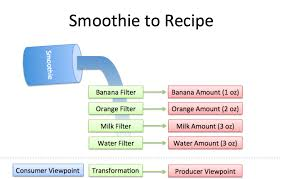 Smoothie to Recipe
Smoothie
Banana Filter Banana Amount (1 oz)
Orange Filter Orange Amount (2 oz)
Milk Filter Milk Amount (3 oz)
Water Filter Water Amount (3 oz)
Consumer Viewpoint Transformation Producer Viewpoint